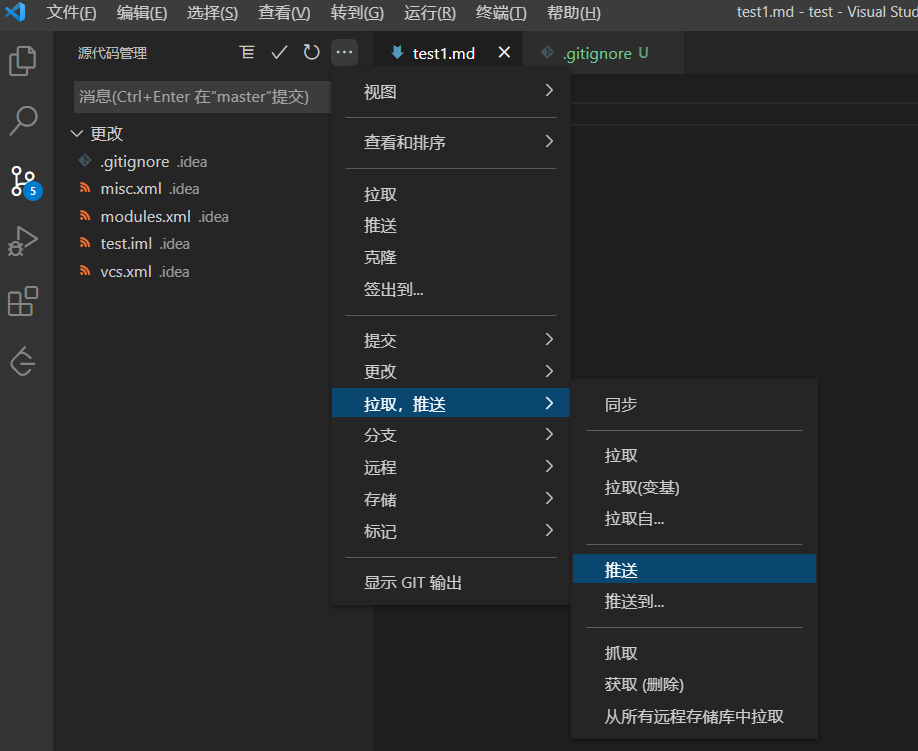 文件(F) 编辑(E) 选择(S) 查看(V) 转到(G) 运行(R) 终端(T) 帮助(H) test1.md - test - Visual Stud
源代码管理
test1.md
.gitignore U
消息(Ctrl+Enter 在"master"提交)
更改
.gitignore .idea
misc.xml .idea
modules.xml .idea
test.iml .idea
vcs.xml .idea
5
视图
查看和排序
拉取
推送
克隆
签出到...
提交
更改
拉取，推送
分支
远程
存储
标记
显示 GIT 输出
同步
拉取
拉取(变基)
拉取自...
推送
推送到...
抓取
获取 (删除)
从所有远程存储库中拉取